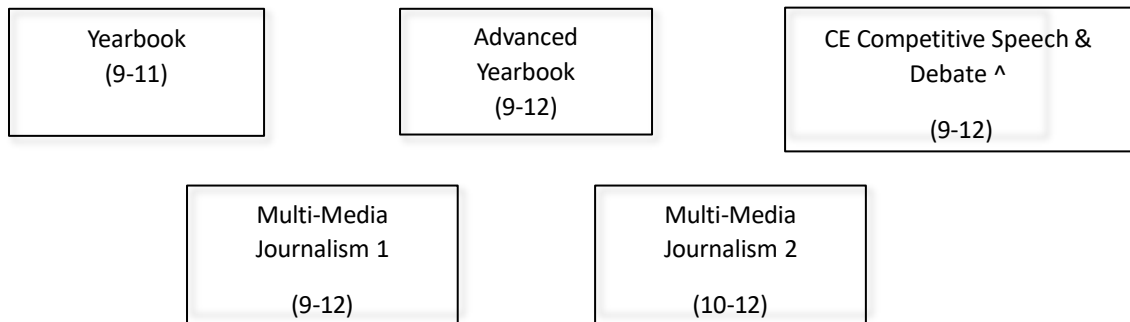 Yearbook
(9-11)
Advanced
Yearbook
(9-12)
CE Competitive Speech &
Debate ^
(9-12)
Multi-Media
Journalism 1
(9-12)
Multi-Media
Journalism 2
(10-12)